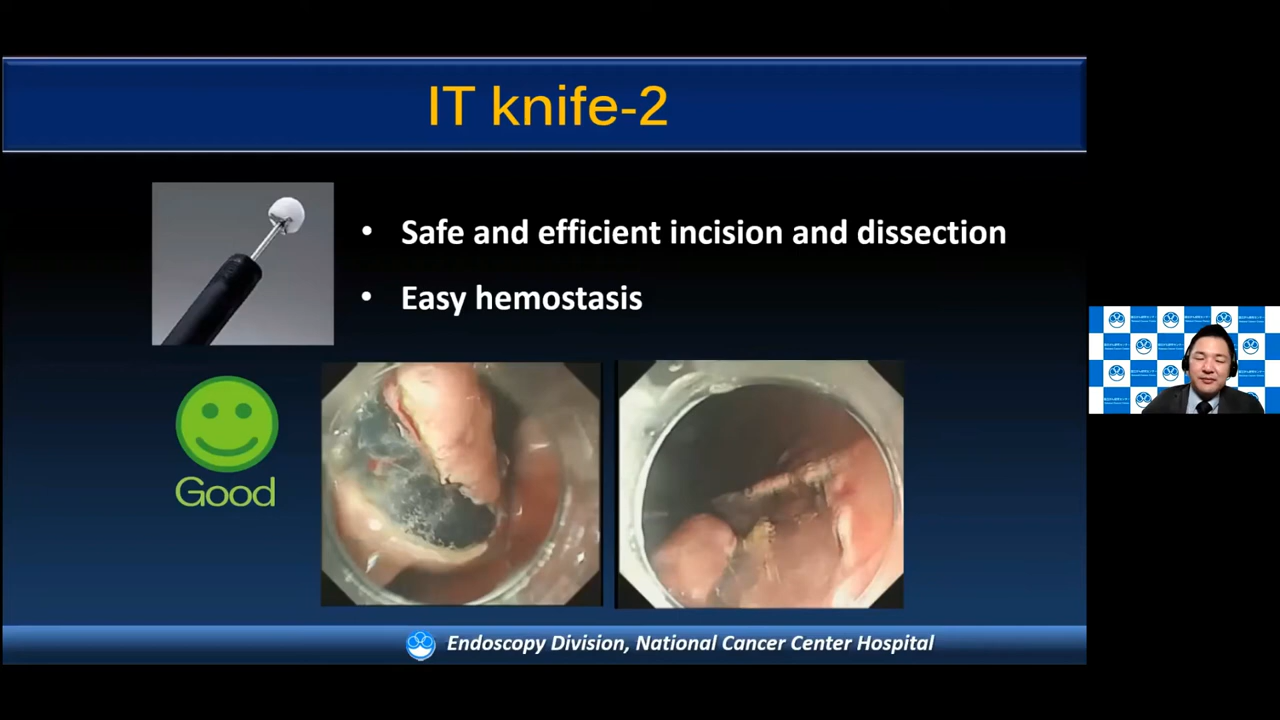 IT knife-2
• Safe and efficient incision and dissection
• Easy hemostasis
Good
Endoscopy Division, National Cancer Center Hospital